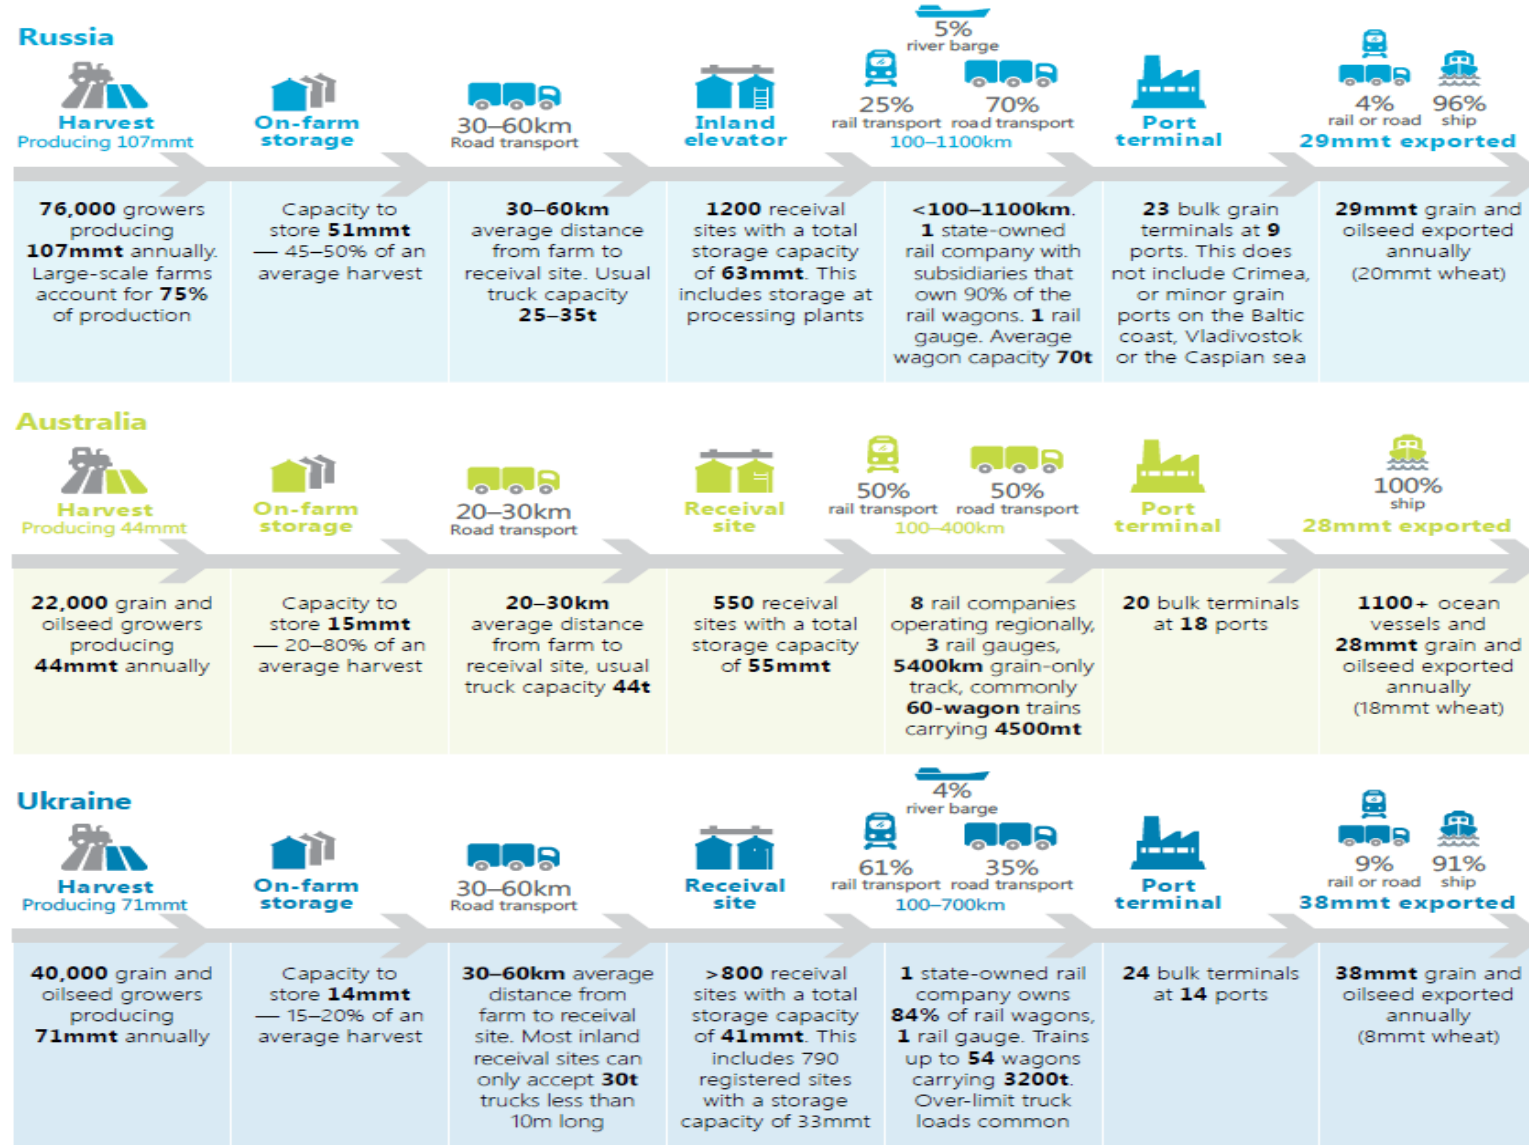 Russia
5%
river barge
25%
rail transport
70%
road transport
100–1100km
4%
rail or road
96%
ship
Harvest
Producing 107mmt
On-farm
storage
30–60km
Road transport
Inland
elevator
Port
terminal
29mmt exported
76,000 growers
producing
107mmt annually.
Large-scale farms
account for 75%
of production
Capacity to
store 51mmt
— 45–50% of an
average harvest
30–60km
average distance
from farm to
receival site. Usual
truck capacity
25–35t
1200 receival
sites with a total
storage capacity
of 63mmt. This
includes storage at
processing plants
<100–1100km.
1 state-owned
rail company with
subsidiaries that
own 90% of the
rail wagons. 1 rail
gauge. Average
wagon capacity 70t
23 bulk grain
terminals at 9
ports. This does
not include Crimea,
or minor grain
ports on the Baltic
coast, Vladivostok
or the Caspian sea
29mmt grain and
oilseed exported
annually
(20mmt wheat)
Australia
Harvest
Producing 44mmt
On-farm
storage
20–30km
Road transport
Receival
site
50%
rail transport
50%
road transport
100–400km
Port
terminal
100%
ship
28mmt exported
22,000 grain and
oilseed growers
producing
44mmt annually
Capacity to
store 15mmt
— 20–80% of an
average harvest
20–30km
average distance
from farm to
receival site, usual
truck capacity 44t
550 receival
sites with a total
storage capacity
of 55mmt
8 rail companies
operating regionally,
3 rail gauges,
5400km grain-only
track, commonly
60-wagon trains
carrying 4500mt
20 bulk terminals
at 18 ports
1100+ ocean
vessels and
28mmt grain and
oilseed exported
annually
(18mmt wheat)
Ukraine
Harvest
Producing 71mmt
On-farm
storage
30–60km
Road transport
Receival
site
4%
river barge
61%
rail transport
35%
road transport
100–700km
Port
terminal
9%
rail or road
91%
ship
38mmt exported
40,000 grain and
oilseed growers
producing
71mmt annually
Capacity to
store 14mmt
— 15–20% of an
average harvest
30–60km average
distance from
farm to receival
site. Most inland
receival sites can
only accept 30t
trucks less than
10m long
>800 receival
sites with a total
storage capacity
of 41mmt. This
includes 790
registered sites
with a storage
capacity of 33mmt
1 state-owned rail
company owns
84% of rail wagons,
1 rail gauge. Trains
up to 54 wagons
carrying 3200t.
Over-limit truck
loads common
24 bulk terminals
at 14 ports
38mmt grain and
oilseed exported
annually
(8mmt wheat)